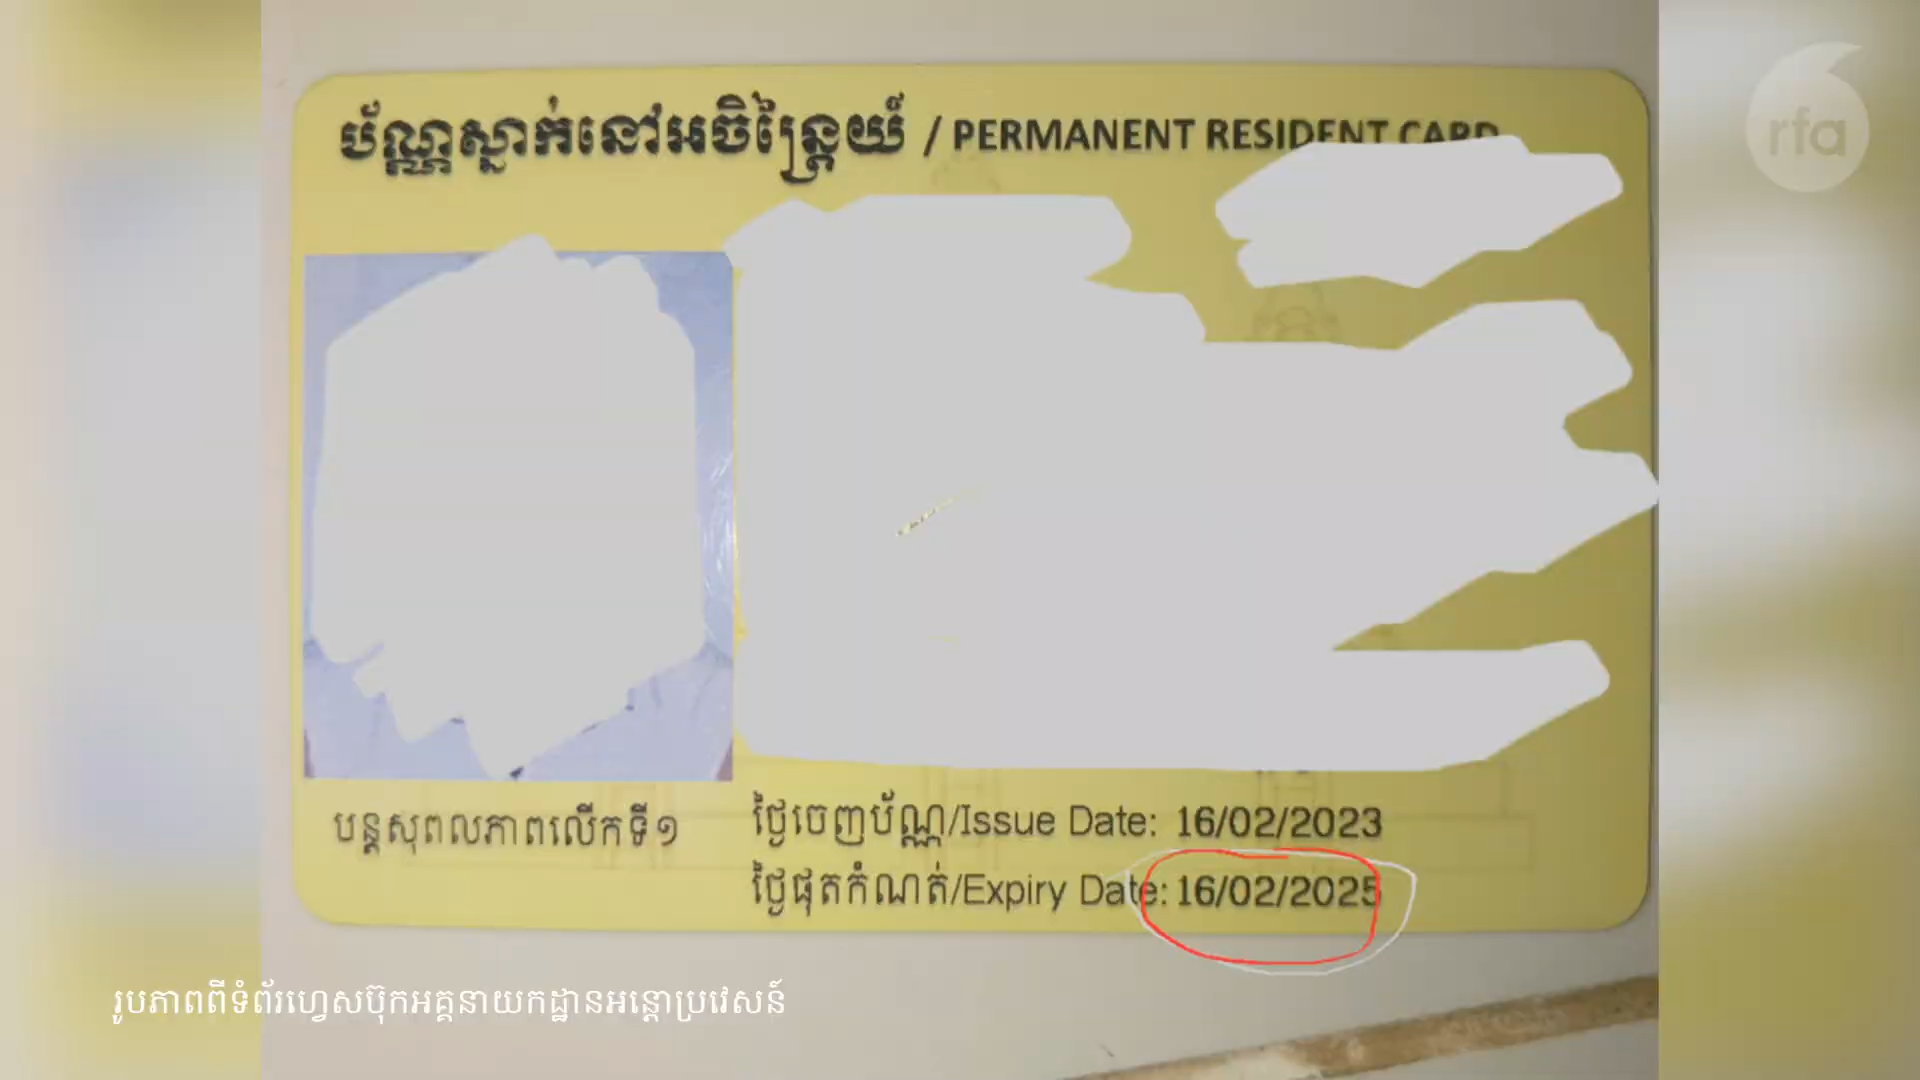 ប័ណ្ណស្នាក់នៅអចិន្ត្រៃយ៍ / PERMANENT RESIDENT CARD
rfa
បន្តសុពលភាពលើកទី១
ថ្ងៃចេញប័ណ្ណ/Issue Date: 16/02/2023
ថ្ងៃផុតកំណត់/Expiry Date: 16/02/2025
រូបភាពពីទំព័រហ្វេសប៊ុកអគ្គនាយកដ្ឋានអន្តោប្រវេសន៍